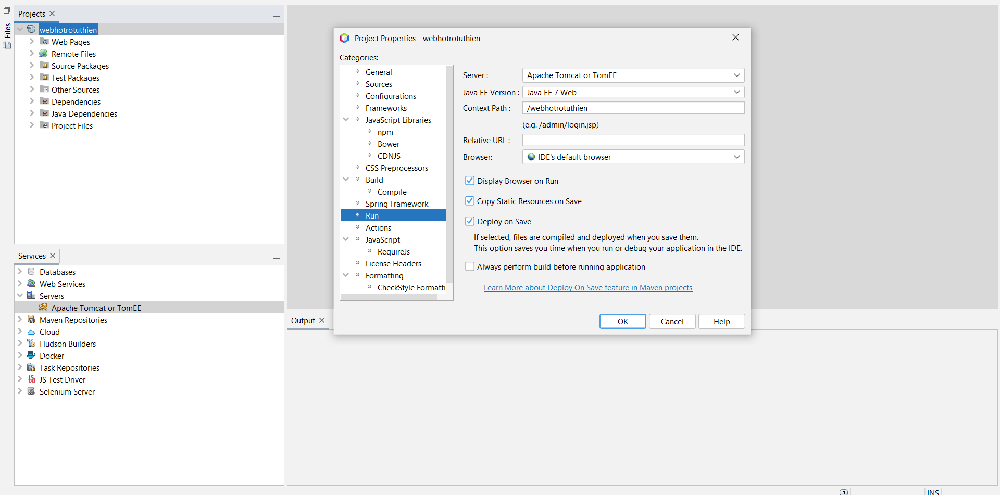 Files
Projects
webhotrotuthien
Web Pages
Remote Files
Source Packages
Test Packages
Other Sources
Dependencies
Java Dependencies
Project Files
Services
Databases
Web Services
Servers
Apache Tomcat or TomEE
Maven Repositories
Cloud
Hudson Builders
Docker
Task Repositories
JS Test Driver
Selenium Server
Project Properties - webhotrotuthien
Categories:
General
Sources
Configurations
Frameworks
JavaScript Libraries
npm
Bower
CDNJS
CSS Preprocessors
Build
Compile
Spring Framework
Run
Actions
JavaScript
RequireJs
License Headers
Formatting
CheckStyle Formatti
Server : Apache Tomcat or TomEE
Java EE Version : Java EE 7 Web
Context Path : /webhotrotuthien
(e.g. /admin/login.jsp)
Relative URL :
Browser: IDE's default browser
Display Browser on Run
Copy Static Resources on Save
Deploy on Save
If selected, files are compiled and deployed when you save them.
This option saves you time when you run or debug your application in the IDE.
Always perform build before running application
Learn More about Deploy On Save feature in Maven projects
OK Cancel Help
Output
1 INS